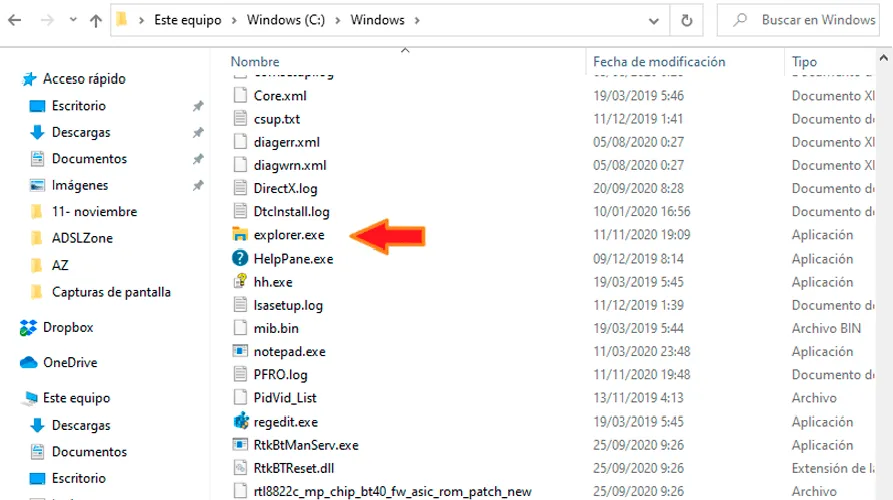 Este equipo > Windows (C:) > Windows >
Buscar en Windows
Nombre
Fecha de modificación
Tipo
Acceso rápido
Escritorio
Descargas
Documentos
Imágenes
11- noviembre
ADSLZone
AZ
Capturas de pantalla
Dropbox
OneDrive
Este equipo
Descargas
Documentos
Escritorio
Core.xml 19/03/2019 5:46 Documento XI
csup.txt 11/12/2019 1:41 Documento de
diagerr.xml 05/08/2020 0:27 Documento XI
diagwrn.xml 05/08/2020 0:27 Documento XI
DirectX.log 20/09/2020 8:28 Documento de
DtcInstall.log 10/01/2020 16:56 Documento de
explorer.exe 11/11/2020 19:09 Aplicación
HelpPane.exe 09/12/2019 8:14 Aplicación
hh.exe 19/03/2019 5:45 Aplicación
lsasetup.log 11/12/2019 1:39 Documento de
mib.bin 19/03/2019 5:44 Archivo BIN
notepad.exe 11/03/2020 23:48 Aplicación
PFRO.log 11/11/2020 19:48 Documento de
PidVid_List 13/11/2019 4:13 Archivo
regedit.exe 19/03/2019 5:45 Aplicación
RtkBtManServ.exe 25/09/2020 9:26 Aplicación
RtkBTReset.dll 25/09/2020 9:26 Extensión de la
rtl8822c_mp_chip_bt40_fw_asic_rom_patch_new 25/09/2020 9:26 Archivo